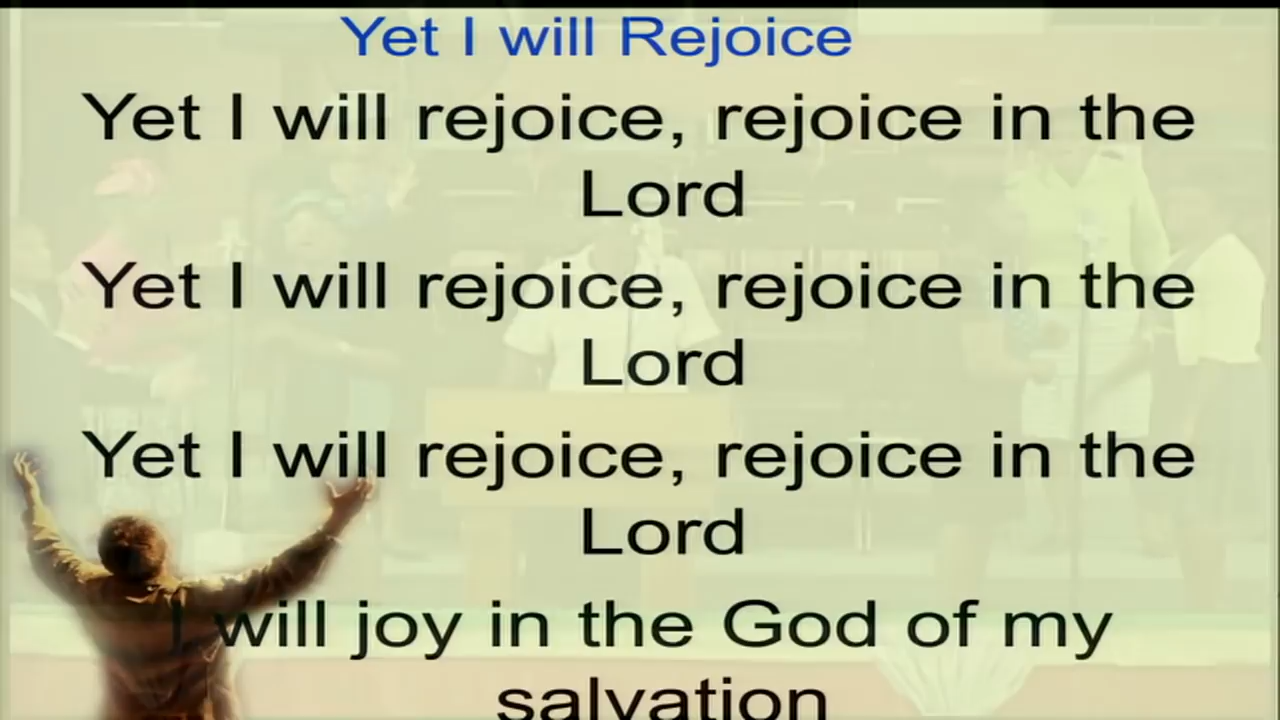 Yet I will Rejoice
Yet I will rejoice, rejoice in the
Lord
Yet I will rejoice, rejoice in the
Lord
Yet I will rejoice, rejoice in the
Lord
I will joy in the God of my
salvation